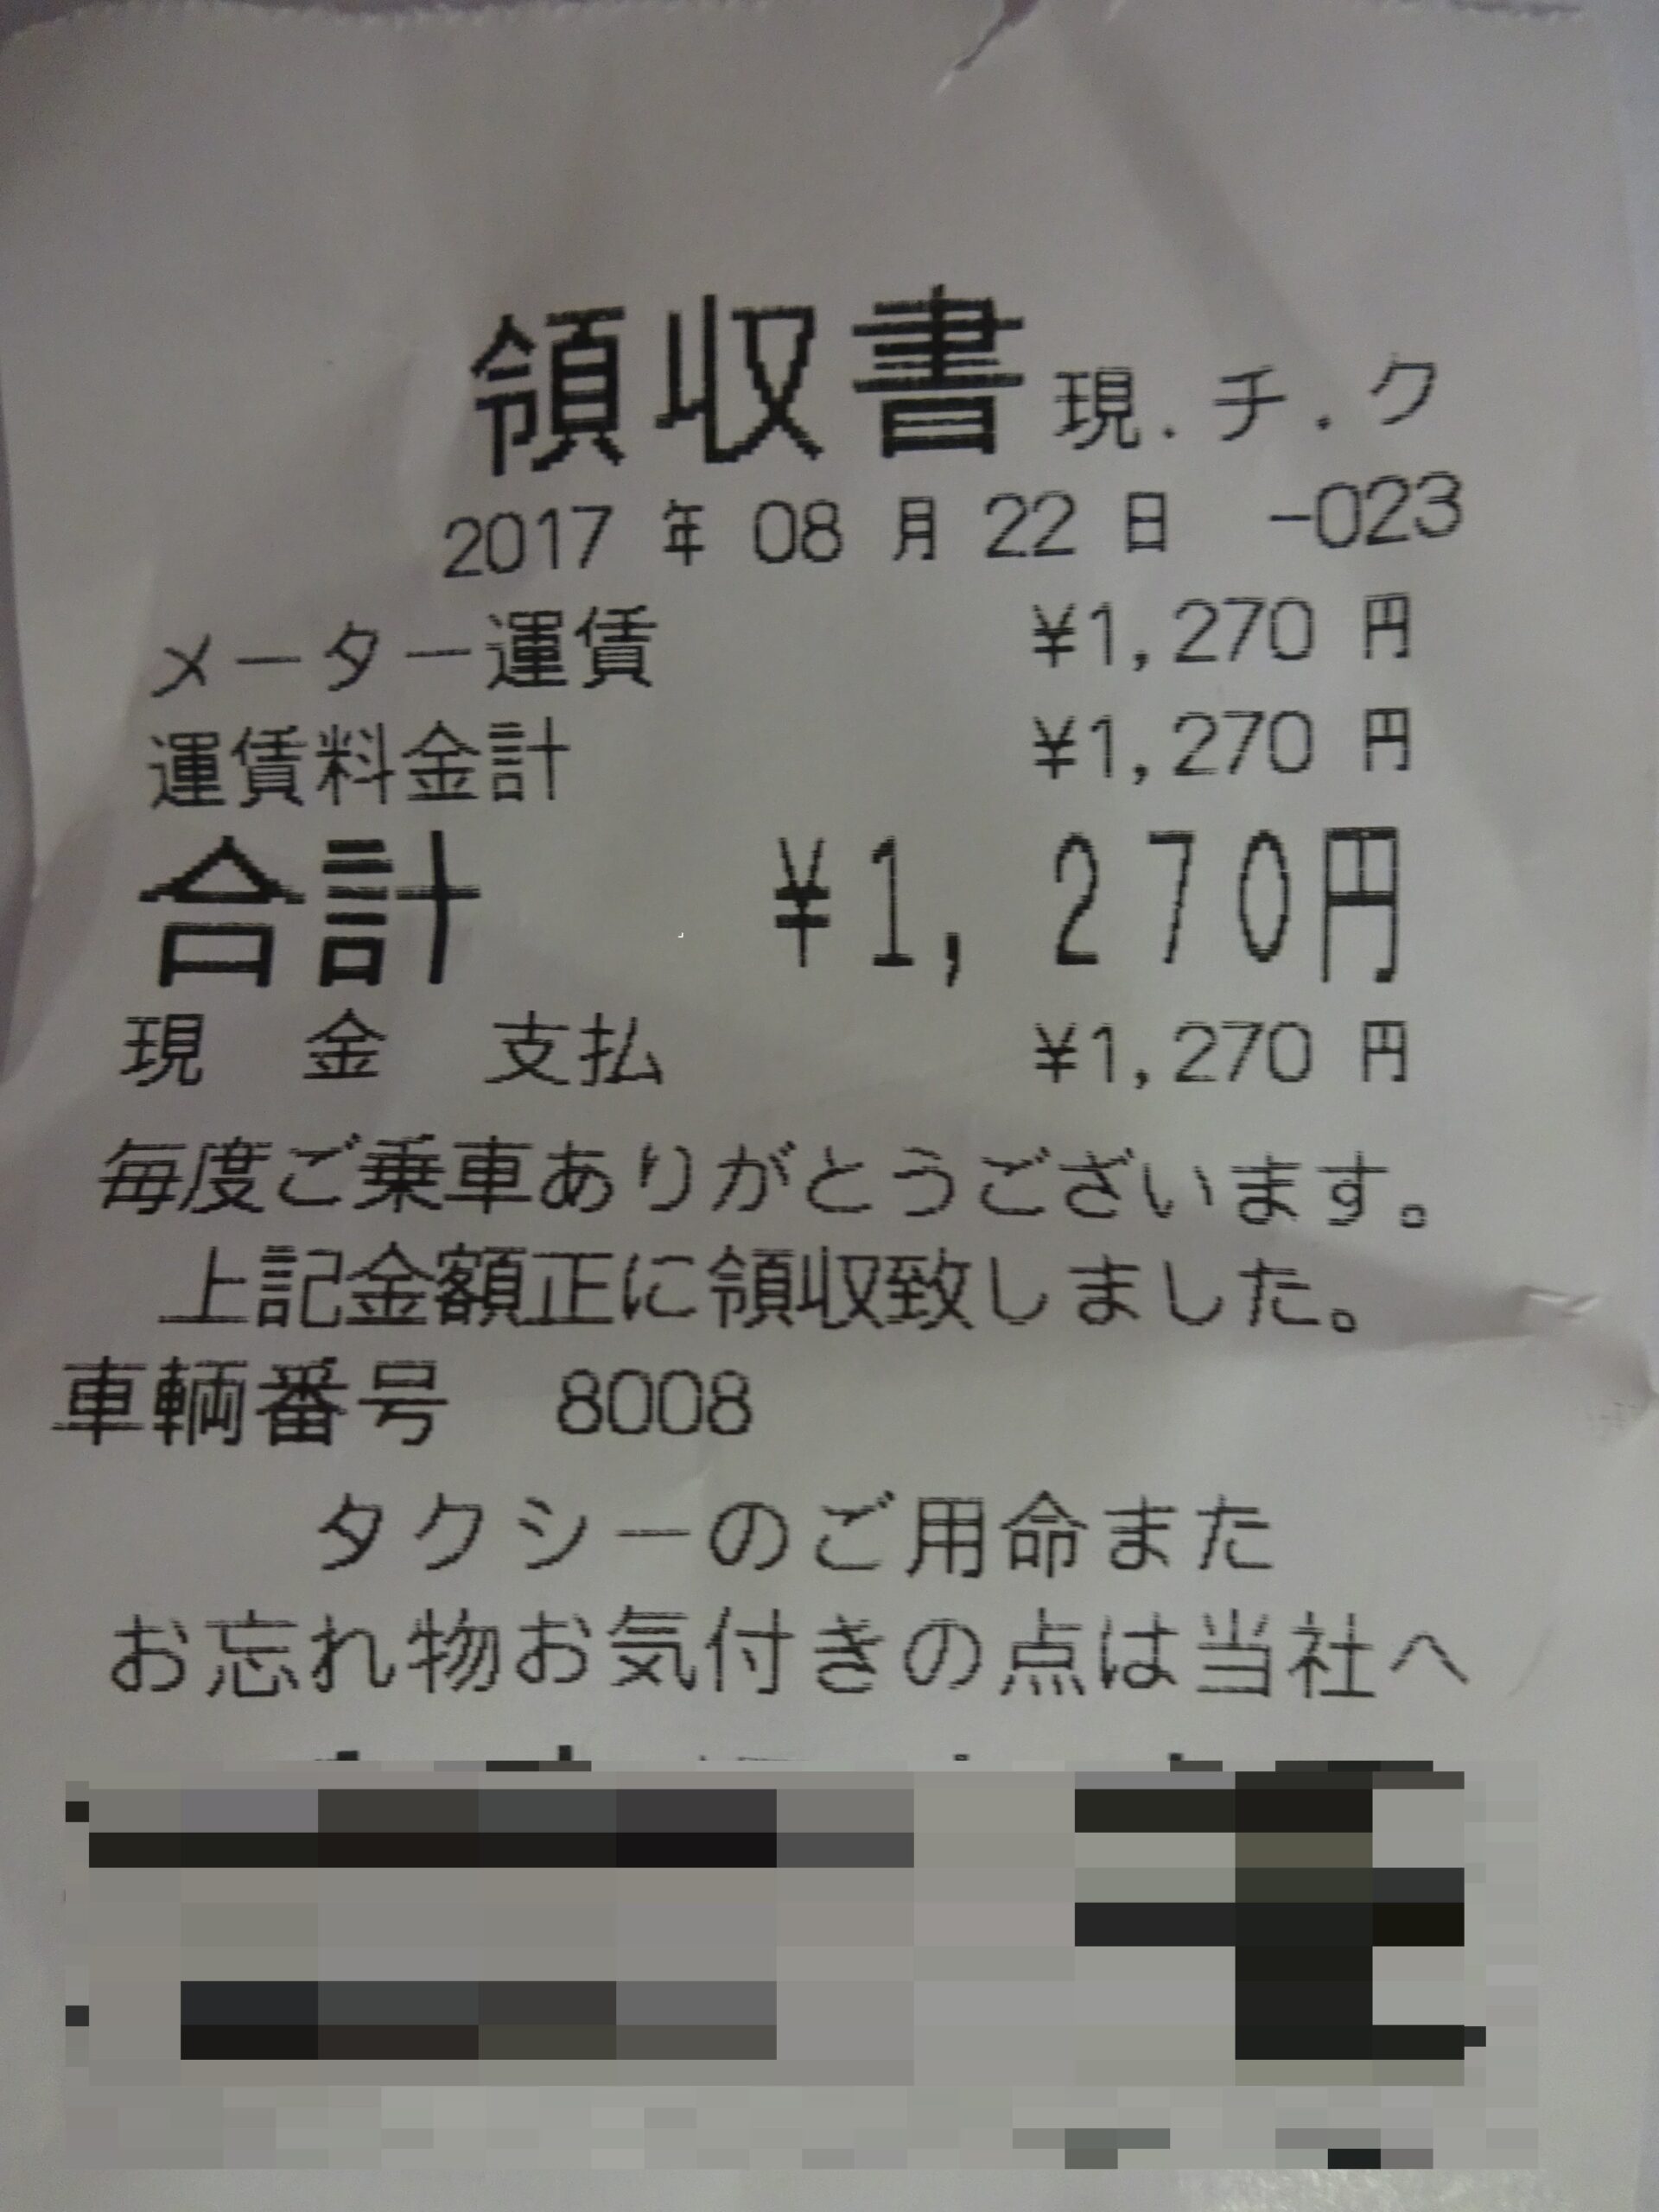 領収書 現.チ.ク
2017 年 08 月 22 日 -023
メーター運賃 ¥1,270 円
運賃料金計 ¥1,270 円
合計 ¥1,270円
現 金 支払 ¥1,270 円
毎度ご乗車ありがとうございます。
上記金額正に領収致しました。
車輌番号 8008
タクシーのご用命また
お忘れ物お気付きの点は当社へ